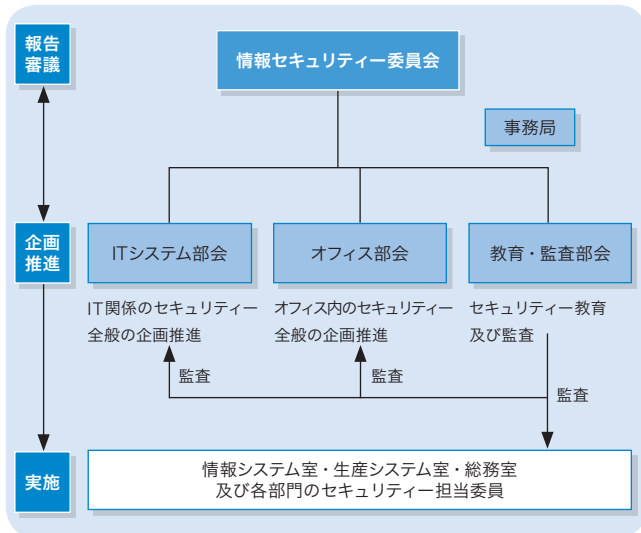 報告
審議
情報セキュリティー委員会
事務局
企画
推進
ITシステム部会
オフィス部会
教育・監査部会
IT関係のセキュリティー
全般の企画推進
オフィス内のセキュリティー
全般の企画推進
セキュリティー教育
及び監査
監査
監査
監査
実施
情報システム室・生産システム室・総務室
及び各部門のセキュリティー担当委員